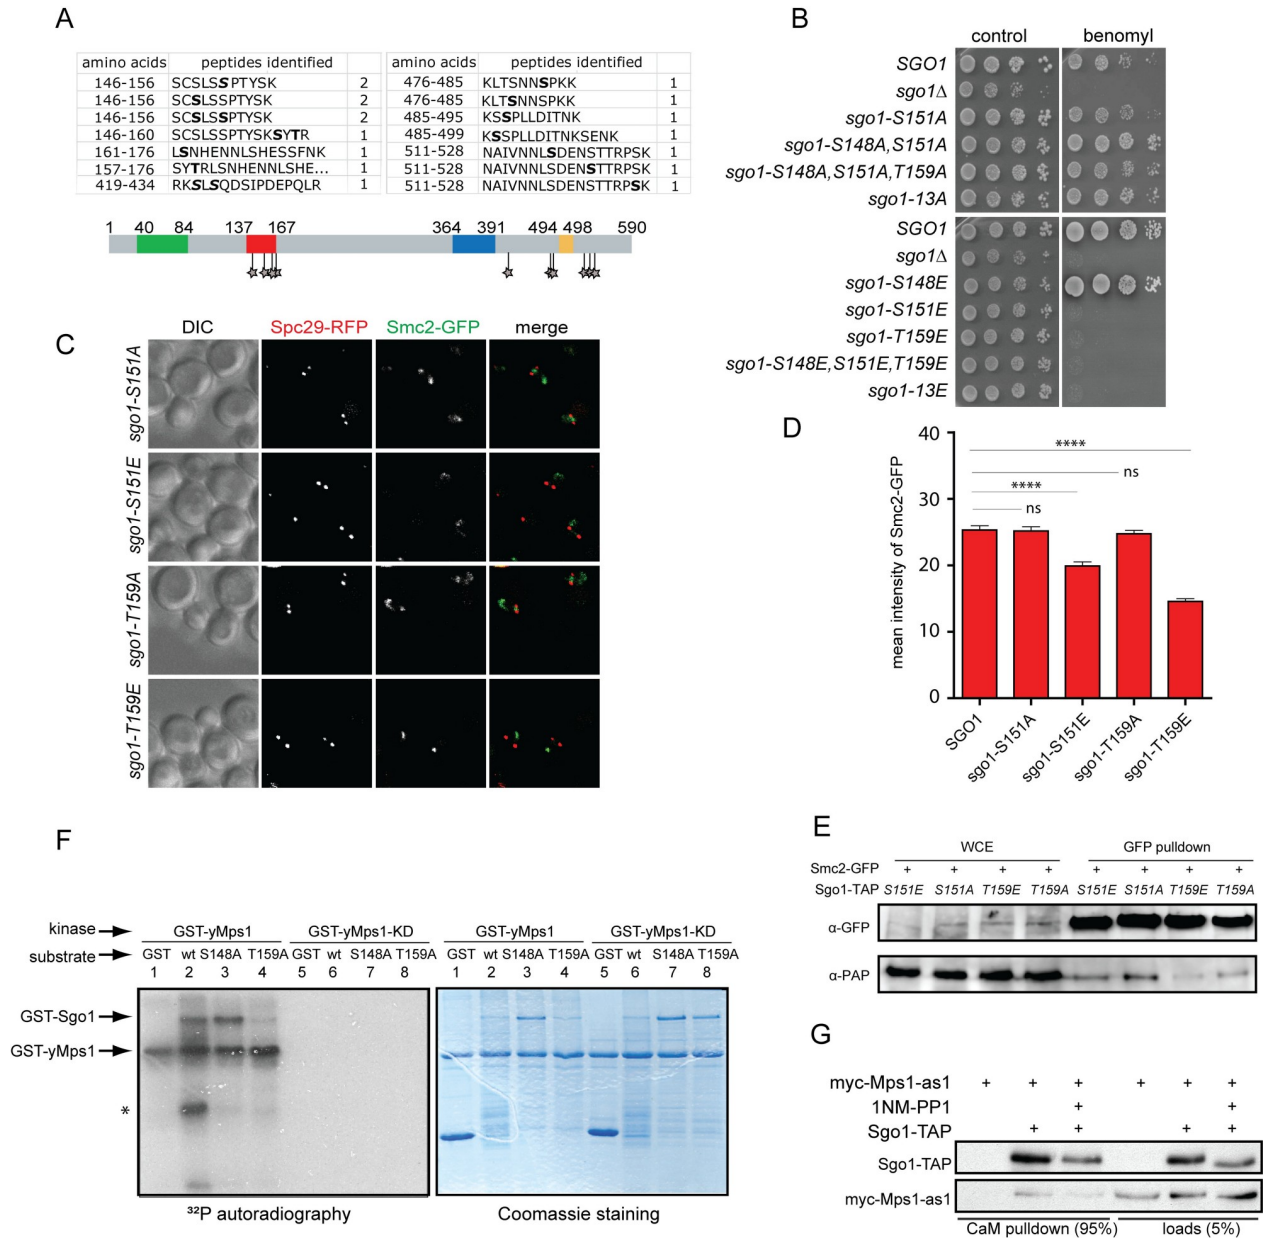 A
amino acids peptides identified
146-156 SCSLSSPTYSK 2
146-156 SCSLSSPTYSK 2
146-156 SCSLSSPTYSK 2
146-160 SCSLSSPTYSKSYTR 1
161-176 LSNHENNLSHESSFNK 1
157-176 SYTRLSNHENNLSHE... 1
419-434 RKSLSQDSIPDEPQLR 1
amino acids peptides identified
476-485 KLTSNNSPKK 1
476-485 KLTSNNSPKK 1
485-495 KSSPLLDITNK 1
485-499 KSSPLLDITNKSENK 1
511-528 NAIVNNLSDENSTTRPSK 1
511-528 NAIVNNLSDENSTTRPSK 1
511-528 NAIVNNLSDENSTTRPSK 1
1 40 84 137 167 364 391 494 498 590
B
control benomyl
SGO1
sgo1Δ
sgo1-S151A
sgo1-S148A,S151A
sgo1-S148A,S151A,T159A
sgo1-13A
SGO1
sgo1Δ
sgo1-S148E
sgo1-S151E
sgo1-T159E
sgo1-S148E,S151E,T159E
sgo1-13E
C
DIC Spc29-RFP Smc2-GFP merge
sgo1-S151A
sgo1-S151E
sgo1-T159A
sgo1-T159E
D
mean intensity of Smc2-GFP
40
30
20
10
0
****
ns
****
ns
SGO1 sgo1-S151A sgo1-S151E sgo1-T159A sgo1-T159E
E
WCE GFP pulldown
Smc2-GFP + + + + + + + +
Sgo1-TAP S151E S151A T159E T159A S151E S151A T159E T159A
α-GFP
α-PAP
F
kinase GST-yMps1 GST-yMps1-KD GST-yMps1 GST-yMps1-KD
substrate GST wt S148A T159A GST wt S148A T159A GST wt S148A T159A GST wt S148A T159A
1 2 3 4 5 6 7 8 1 2 3 4 5 6 7 8
GST-Sgo1
GST-yMps1
*
³²P autoradiography Coomassie staining
G
myc-Mps1-as1 + + + + + +
1NM-PP1 + +
Sgo1-TAP + + + +
Sgo1-TAP
myc-Mps1-as1
CaM pulldown (95%) loads (5%)